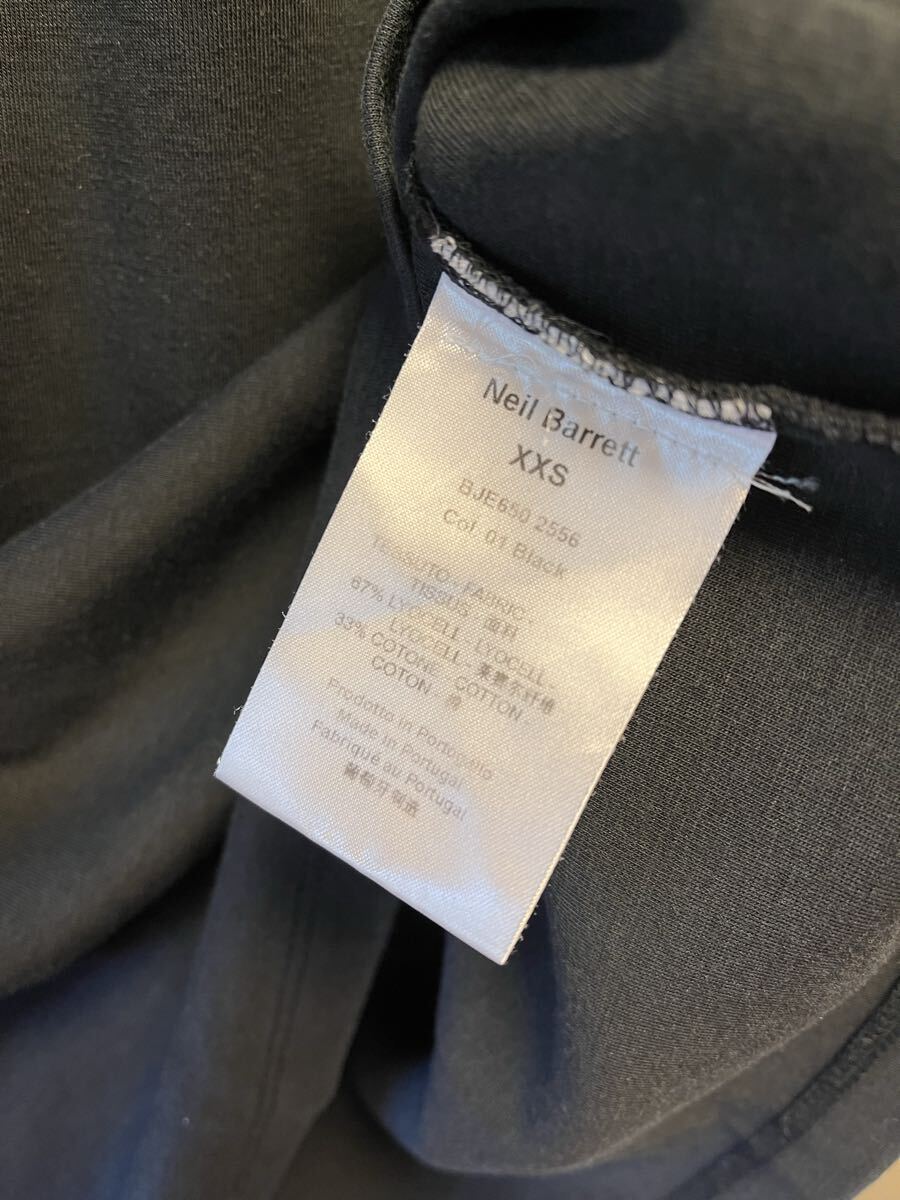 Neil Barrett
XXS
BJE650 2556
Col. 01 Black
TESSUTO - FABRIC -
TISSUS - 面料
67% LYOCELL - LYOCELL
LYOCELL - 莱赛尔纤维
33% COTONE - COTTON
COTON - 棉
Prodotto in Portogallo
Made in Portugal
Fabriqué au Portugal
葡萄牙制造